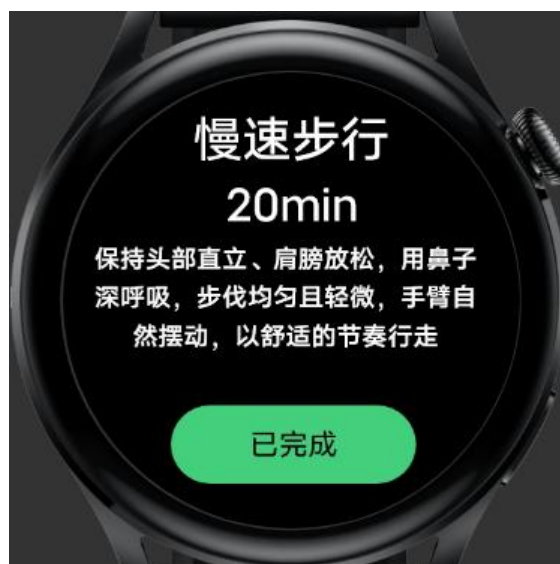 慢速步行
20min
保持头部直立、肩膀放松，用鼻子
深呼吸，步伐均匀且轻微，手臂自
然摆动，以舒适的节奏行走
已完成